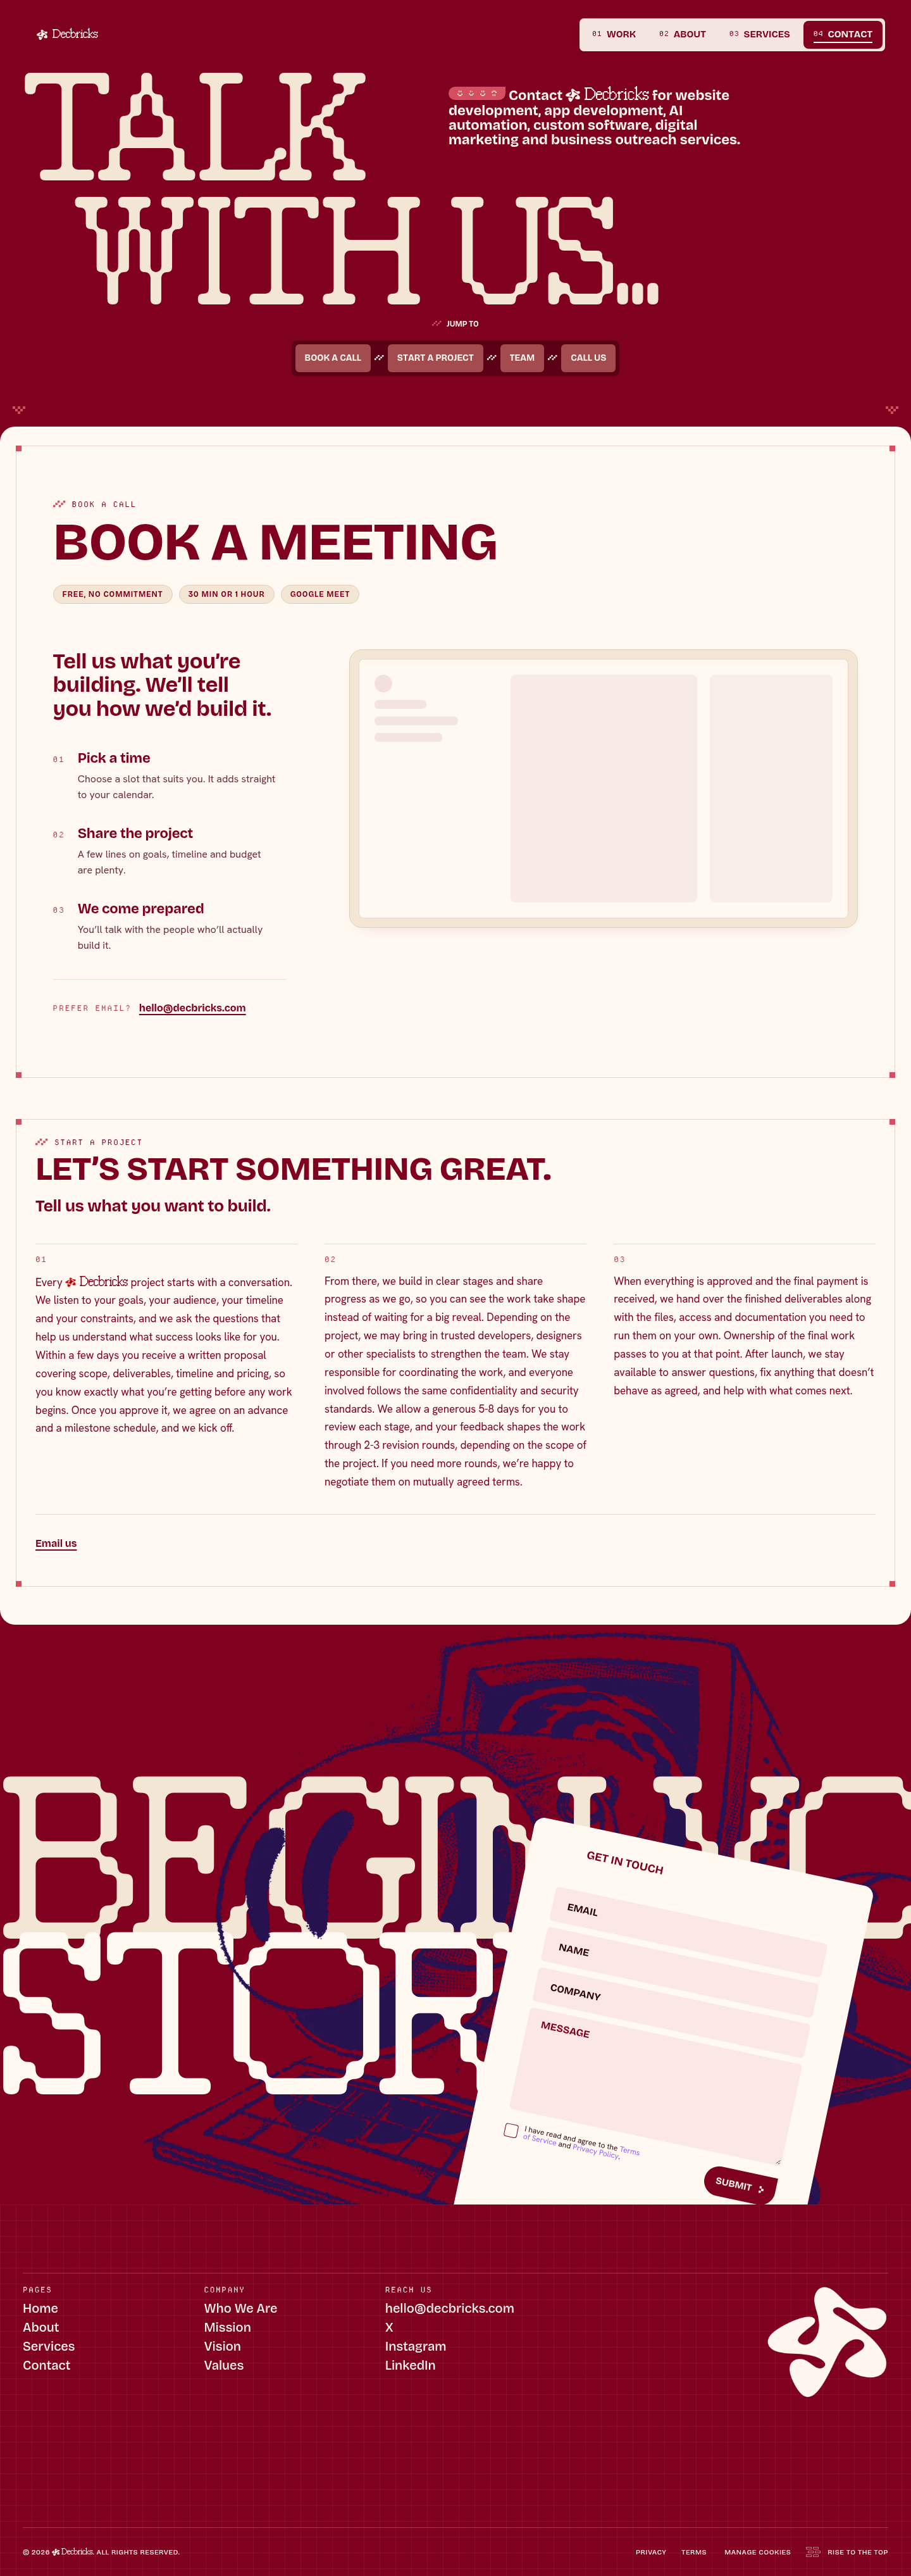 Decbricks
01 WORK
02 ABOUT
03 SERVICES
04 CONTACT
TALK
WITH US...
Contact Decbricks for website
development, app development, AI
automation, custom software, digital
marketing and business outreach services.
JUMP TO
BOOK A CALL
START A PROJECT
TEAM
CALL US
BOOK A CALL
BOOK A MEETING
FREE, NO COMMITMENT
30 MIN OR 1 HOUR
GOOGLE MEET
Tell us what you’re
building. We’ll tell
you how we’d build it.
01 Pick a time
Choose a slot that suits you. It adds straight
to your calendar.
02 Share the project
A few lines on goals, timeline and budget
are plenty.
03 We come prepared
You’ll talk with the people who’ll actually
build it.
PREFER EMAIL? hello@decbricks.com
START A PROJECT
LET’S START SOMETHING GREAT.
Tell us what you want to build.
01
Every Decbricks project starts with a conversation.
We listen to your goals, your audience, your timeline
and your constraints, and we ask the questions that
help us understand what success looks like for you.
Within a few days you receive a written proposal
covering scope, deliverables, timeline and pricing, so
you know exactly what you’re getting before any work
begins. Once you approve it, we agree on an advance
and a milestone schedule, and we kick off.
02
From there, we build in clear stages and share
progress as we go, so you can see the work take shape
instead of waiting for a big reveal. Depending on the
project, we may bring in trusted developers, designers
or other specialists to strengthen the team. We stay
responsible for coordinating the work, and everyone
involved follows the same confidentiality and security
standards. We allow a generous 5-8 days for you to
review each stage, and your feedback shapes the work
through 2-3 revision rounds, depending on the scope of
the project. If you need more rounds, we’re happy to
negotiate them on mutually agreed terms.
03
When everything is approved and the final payment is
received, we hand over the finished deliverables along
with the files, access and documentation you need to
run them on your own. Ownership of the final work
passes to you at that point. After launch, we stay
available to answer questions, fix anything that doesn’t
behave as agreed, and help with what comes next.
Email us
BEGIN
STOR
GET IN TOUCH
EMAIL
NAME
COMPANY
MESSAGE
I have read and agree to the Terms
of Service and Privacy Policy.
SUBMIT
PAGES
Home
About
Services
Contact
COMPANY
Who We Are
Mission
Vision
Values
REACH US
hello@decbricks.com
X
Instagram
LinkedIn
© 2026 Decbricks. ALL RIGHTS RESERVED.
PRIVACY
TERMS
MANAGE COOKIES
RISE TO THE TOP